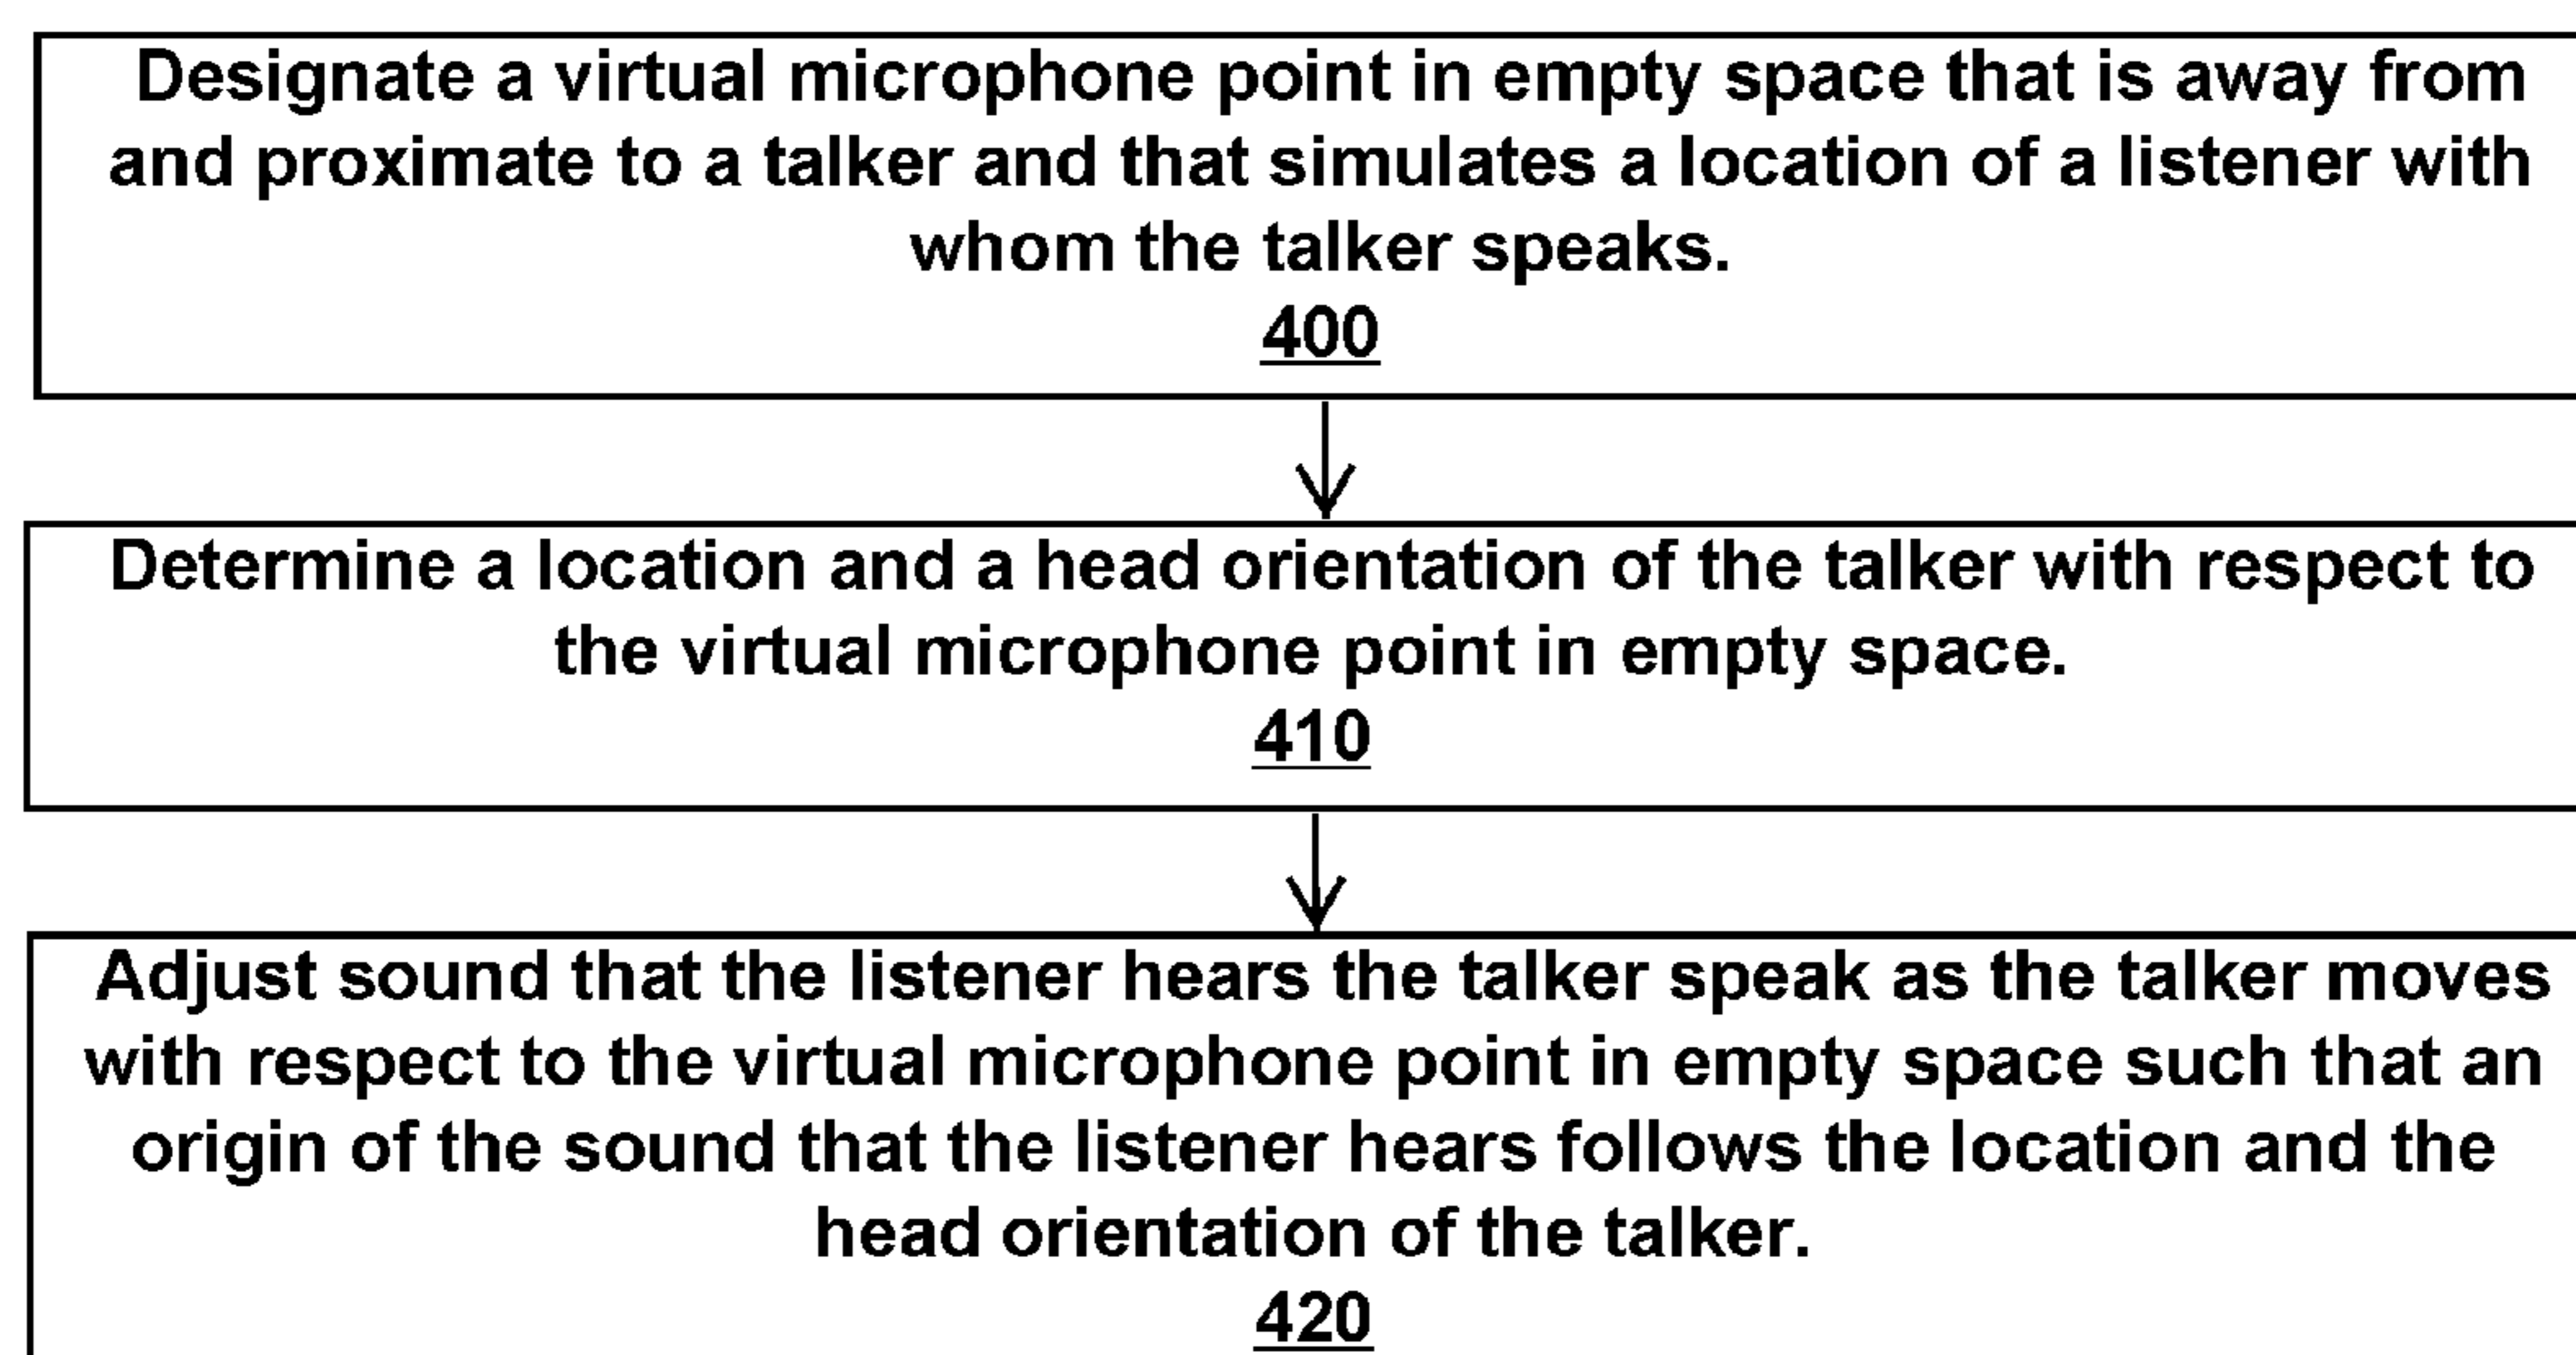 Designate a virtual microphone point in empty space that is away from
and proximate to a talker and that simulates a location of a listener with
whom the talker speaks.
400
Determine a location and a head orientation of the talker with respect to
the virtual microphone point in empty space.
410
Adjust sound that the listener hears the talker speak as the talker moves
with respect to the virtual microphone point in empty space such that an
origin of the sound that the listener hears follows the location and the
head orientation of the talker.
420